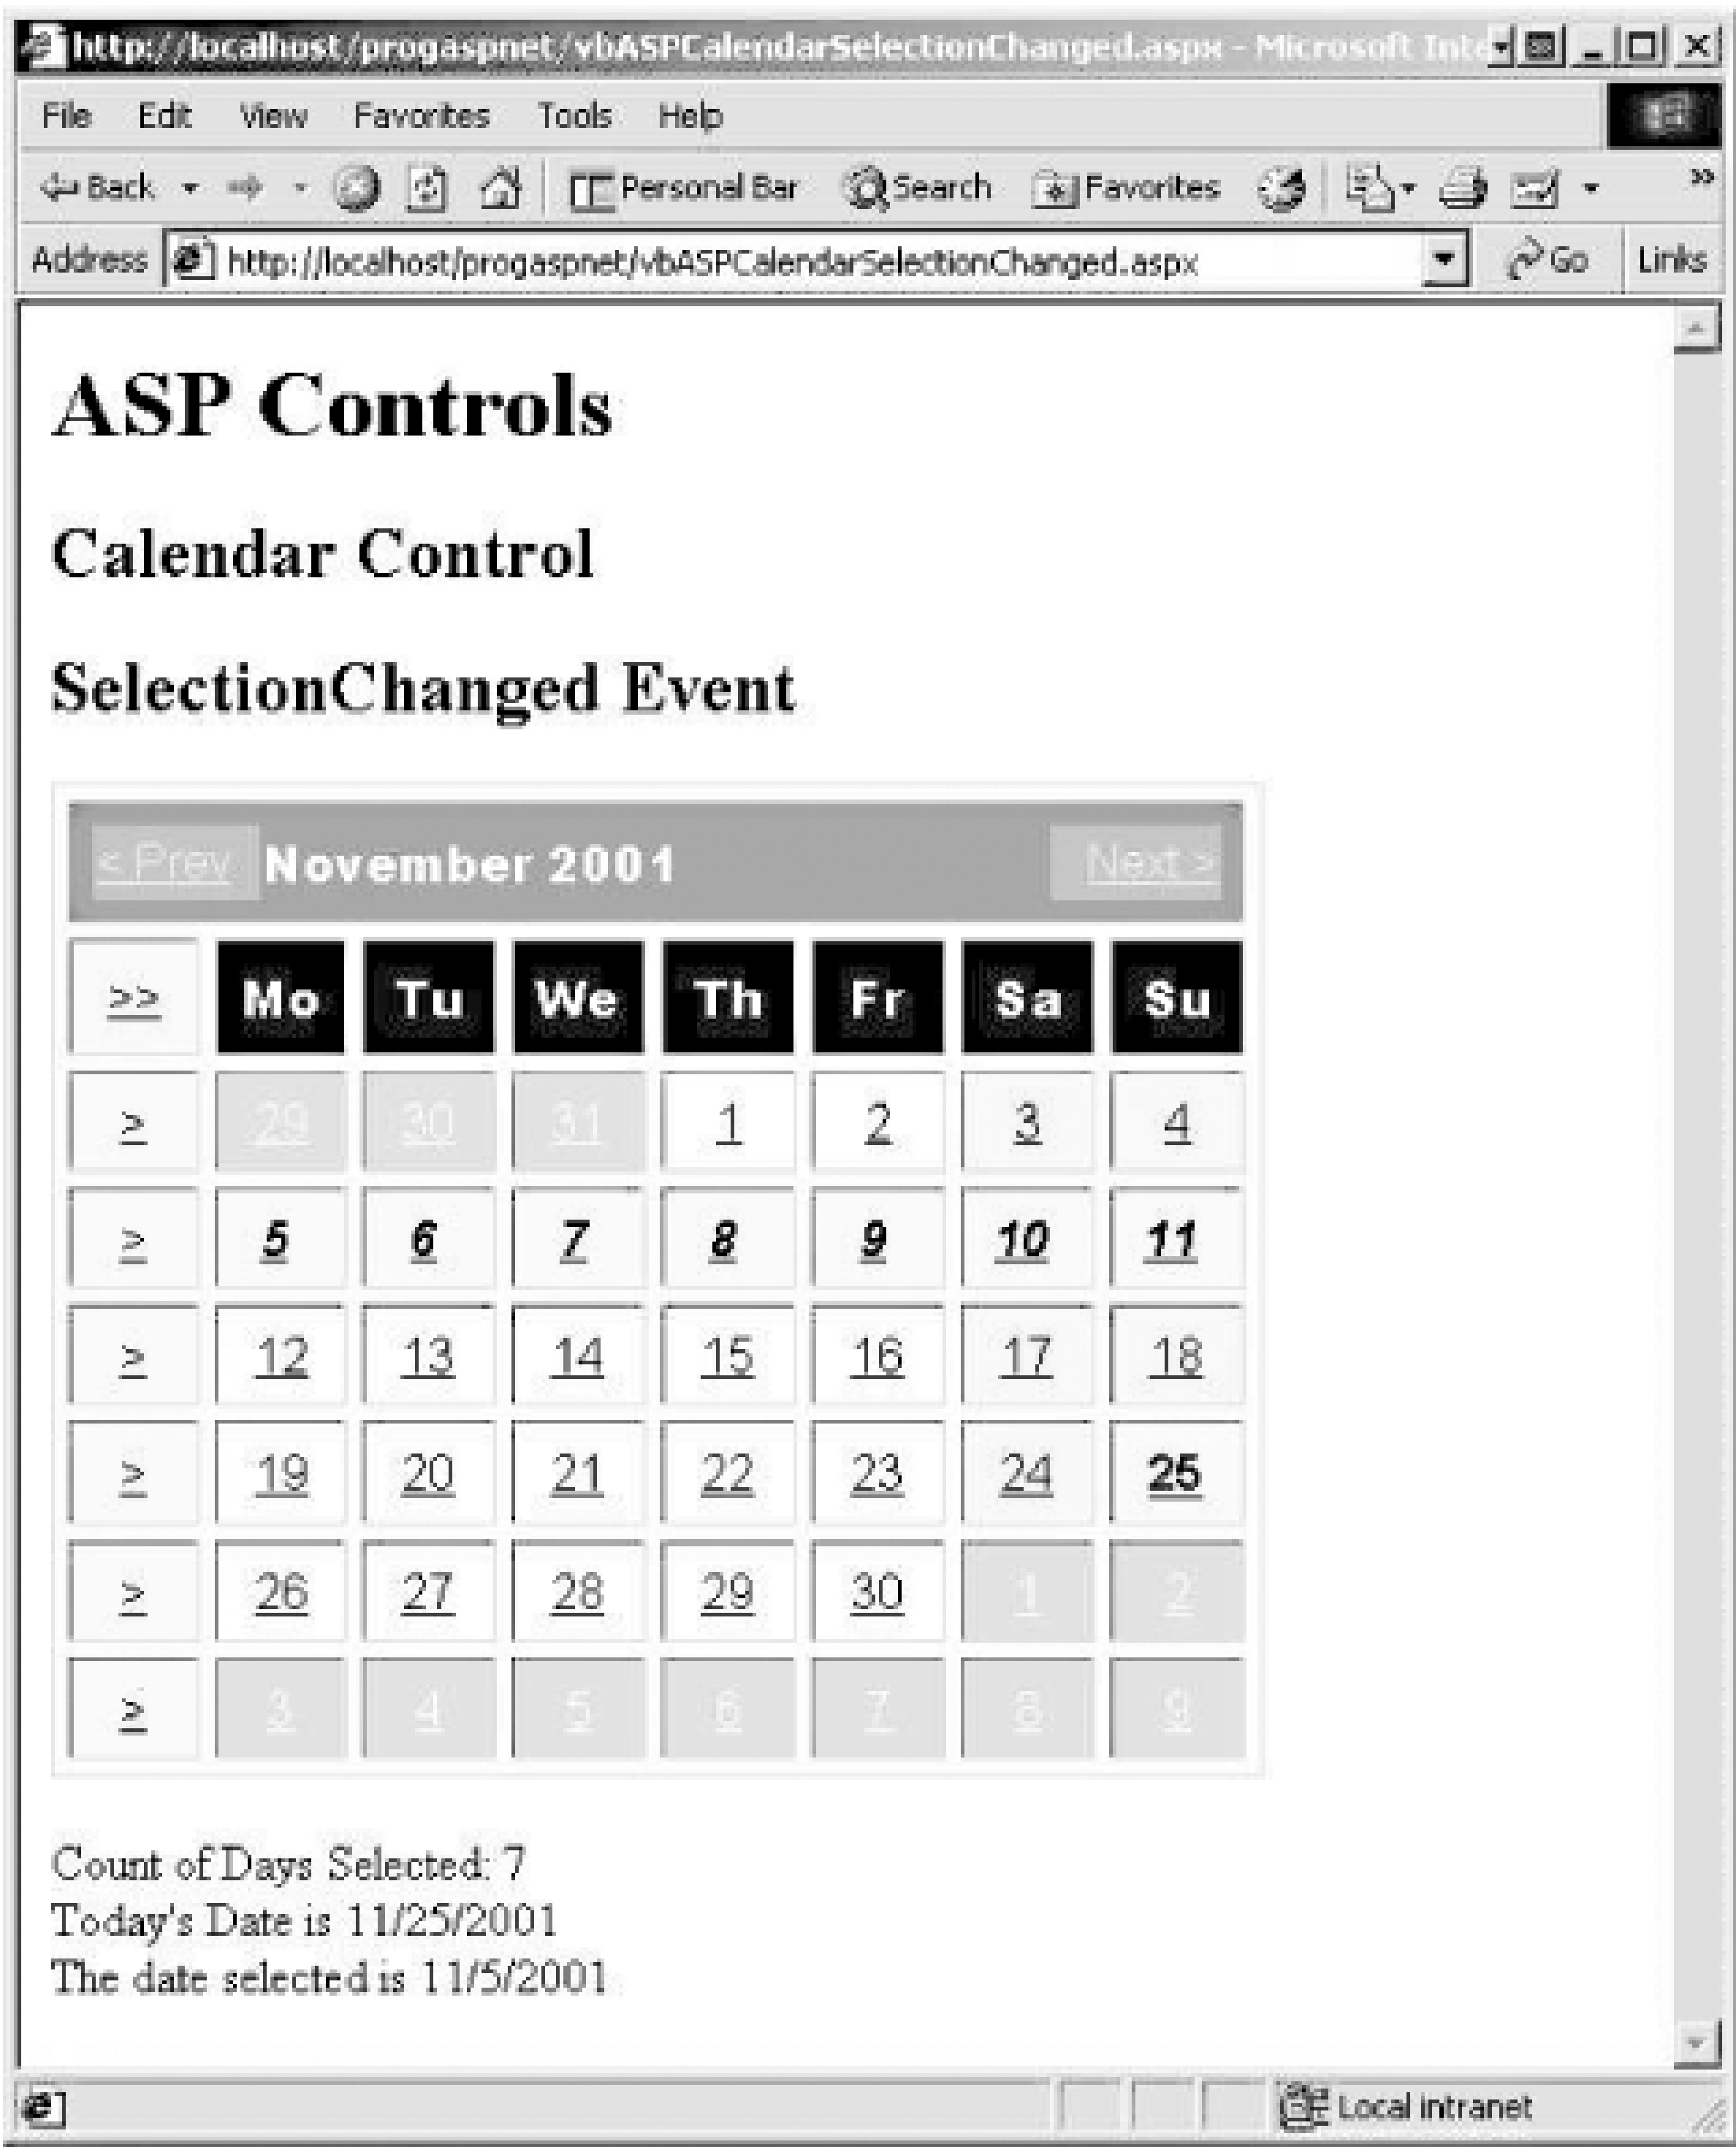 http://localhost/progaspnet/vbASPCalendarSelectionChanged.aspx - Microsoft Inte
File Edit View Favorites Tools Help
Back Personal Bar Search Favorites »
Address http://localhost/progaspnet/vbASPCalendarSelectionChanged.aspx Go Links
ASP Controls
Calendar Control
SelectionChanged Event
< Prev November 2001 Next >
>> Mo Tu We Th Fr Sa Su
> 29 30 31 1 2 3 4
> 5 6 7 8 9 10 11
> 12 13 14 15 16 17 18
> 19 20 21 22 23 24 25
> 26 27 28 29 30 1 2
> 3 4 5 6 7 8 9
Count of Days Selected: 7
Today's Date is 11/25/2001
The date selected is 11/5/2001
Local intranet